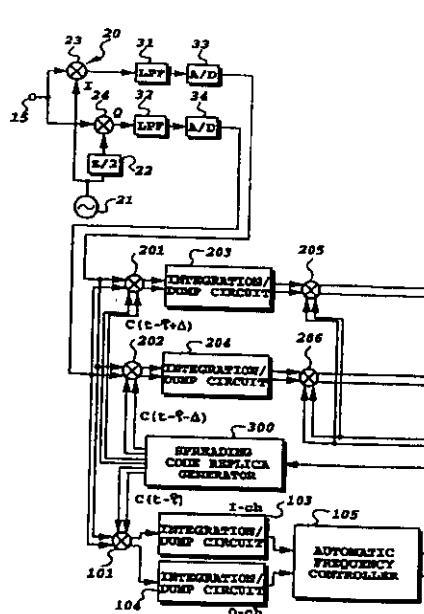 23
20
31
33
I
LPF
A/D
15
24
Q
32
34
LPF
A/D
π/2
22
21
201
203
205
INTEGRATION/
DUMP CIRCUIT
C(t-τ̂+Δ)
202
204
206
INTEGRATION/
DUMP CIRCUIT
C(t-τ̂-Δ)
300
SPREADING
CODE REPLICA
GENERATOR
C(t-τ̂)
I-ch
103
105
INTEGRATION/
DUMP CIRCUIT
101
AUTOMATIC
FREQUENCY
CONTROLLER
INTEGRATION/
DUMP CIRCUIT
104
Q-ch